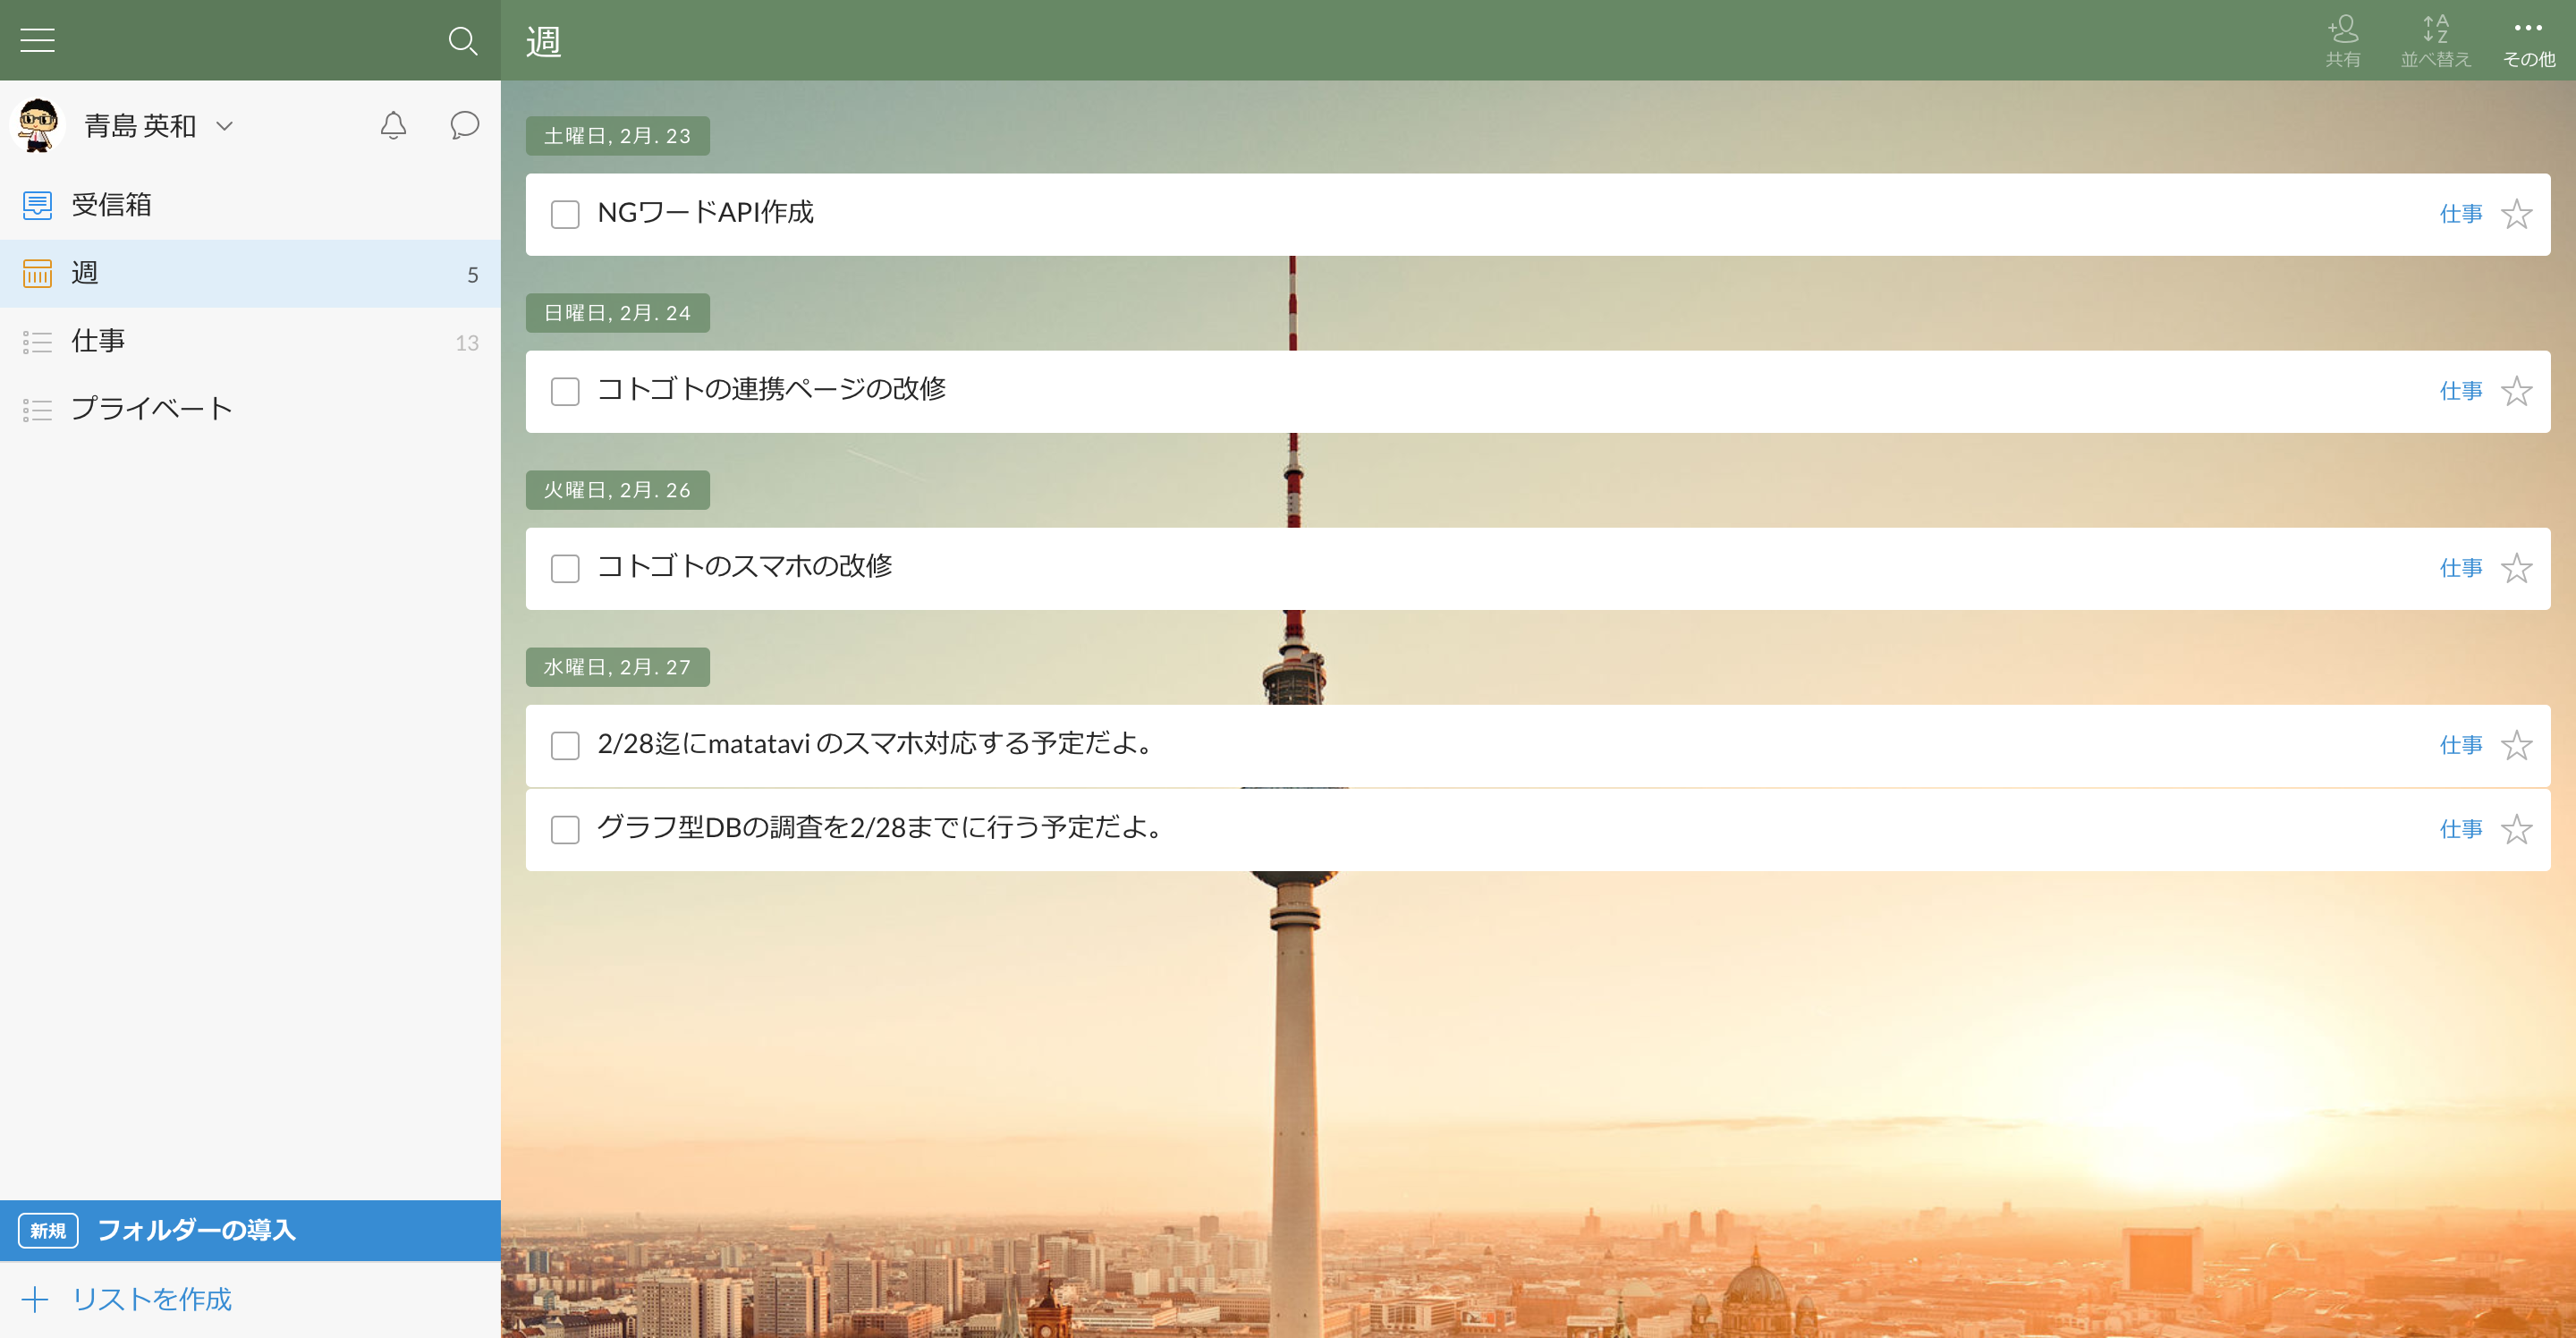 週
共有
並べ替え
その他
青島 英和
受信箱
週 5
仕事 13
プライベート
新規 フォルダーの導入
リストを作成
土曜日, 2月. 23
NGワードAPI作成 仕事
日曜日, 2月. 24
コトゴトの連携ページの改修 仕事
火曜日, 2月. 26
コトゴトのスマホの改修 仕事
水曜日, 2月. 27
2/28迄にmatatavi のスマホ対応する予定だよ。 仕事
グラフ型DBの調査を2/28までに行う予定だよ。 仕事